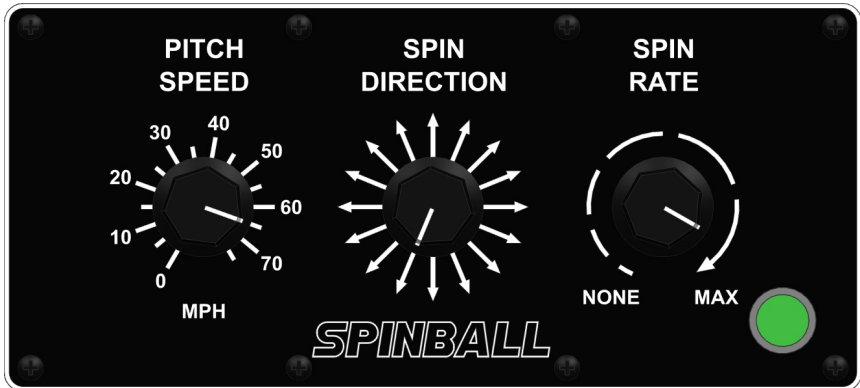 PITCH
SPEED
SPIN
DIRECTION
SPIN
RATE
0
10
20
30
40
50
60
70
MPH
NONE
MAX
SPINBALL